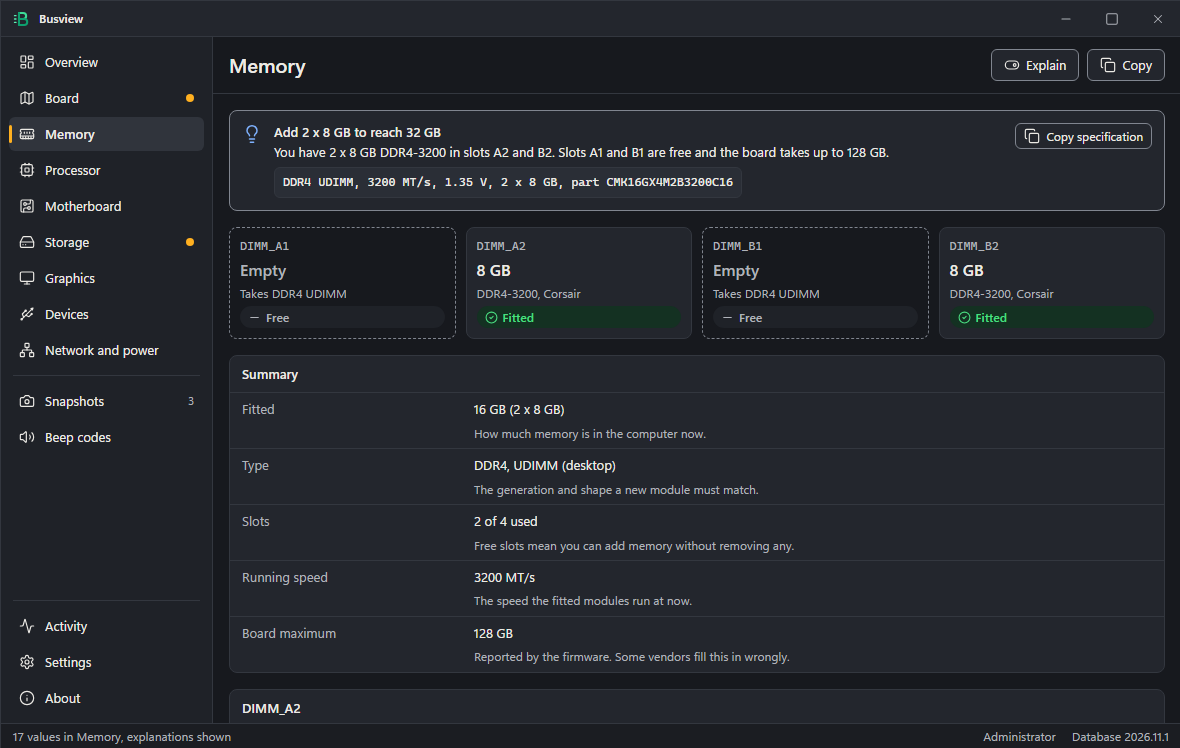 Busview
Overview
Board
Memory
Processor
Motherboard
Storage
Graphics
Devices
Network and power
Snapshots 3
Beep codes
Activity
Settings
About
Memory
Explain
Copy
Add 2 x 8 GB to reach 32 GB
You have 2 x 8 GB DDR4-3200 in slots A2 and B2. Slots A1 and B1 are free and the board takes up to 128 GB.
DDR4 UDIMM, 3200 MT/s, 1.35 V, 2 x 8 GB, part CMK16GX4M2B3200C16
Copy specification
DIMM_A1
Empty
Takes DDR4 UDIMM
Free
DIMM_A2
8 GB
DDR4-3200, Corsair
Fitted
DIMM_B1
Empty
Takes DDR4 UDIMM
Free
DIMM_B2
8 GB
DDR4-3200, Corsair
Fitted
Summary
Fitted
16 GB (2 x 8 GB)
How much memory is in the computer now.
Type
DDR4, UDIMM (desktop)
The generation and shape a new module must match.
Slots
2 of 4 used
Free slots mean you can add memory without removing any.
Running speed
3200 MT/s
The speed the fitted modules run at now.
Board maximum
128 GB
Reported by the firmware. Some vendors fill this in wrongly.
DIMM_A2
17 values in Memory, explanations shown
Administrator
Database 2026.11.1